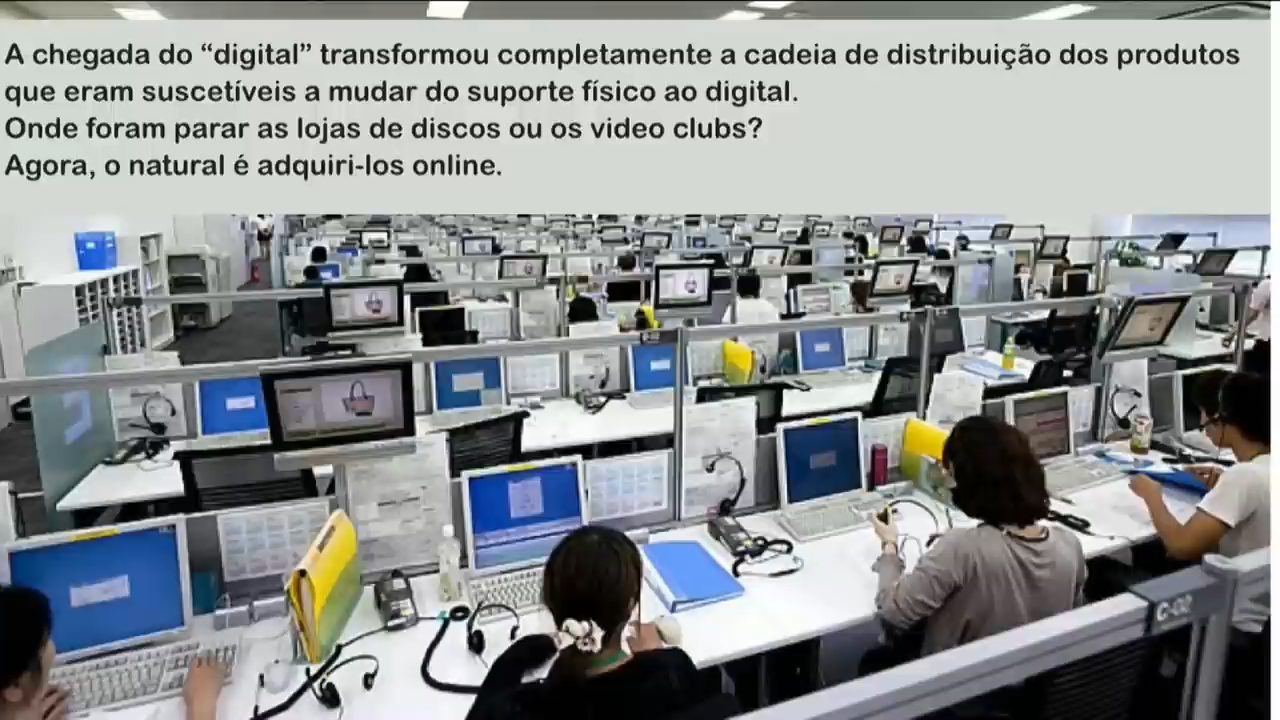 A chegada do “digital” transformou completamente a cadeia de distribuição dos produtos
que eram suscetíveis a mudar do suporte físico ao digital.
Onde foram parar as lojas de discos ou os video clubs?
Agora, o natural é adquiri-los online.
C-02